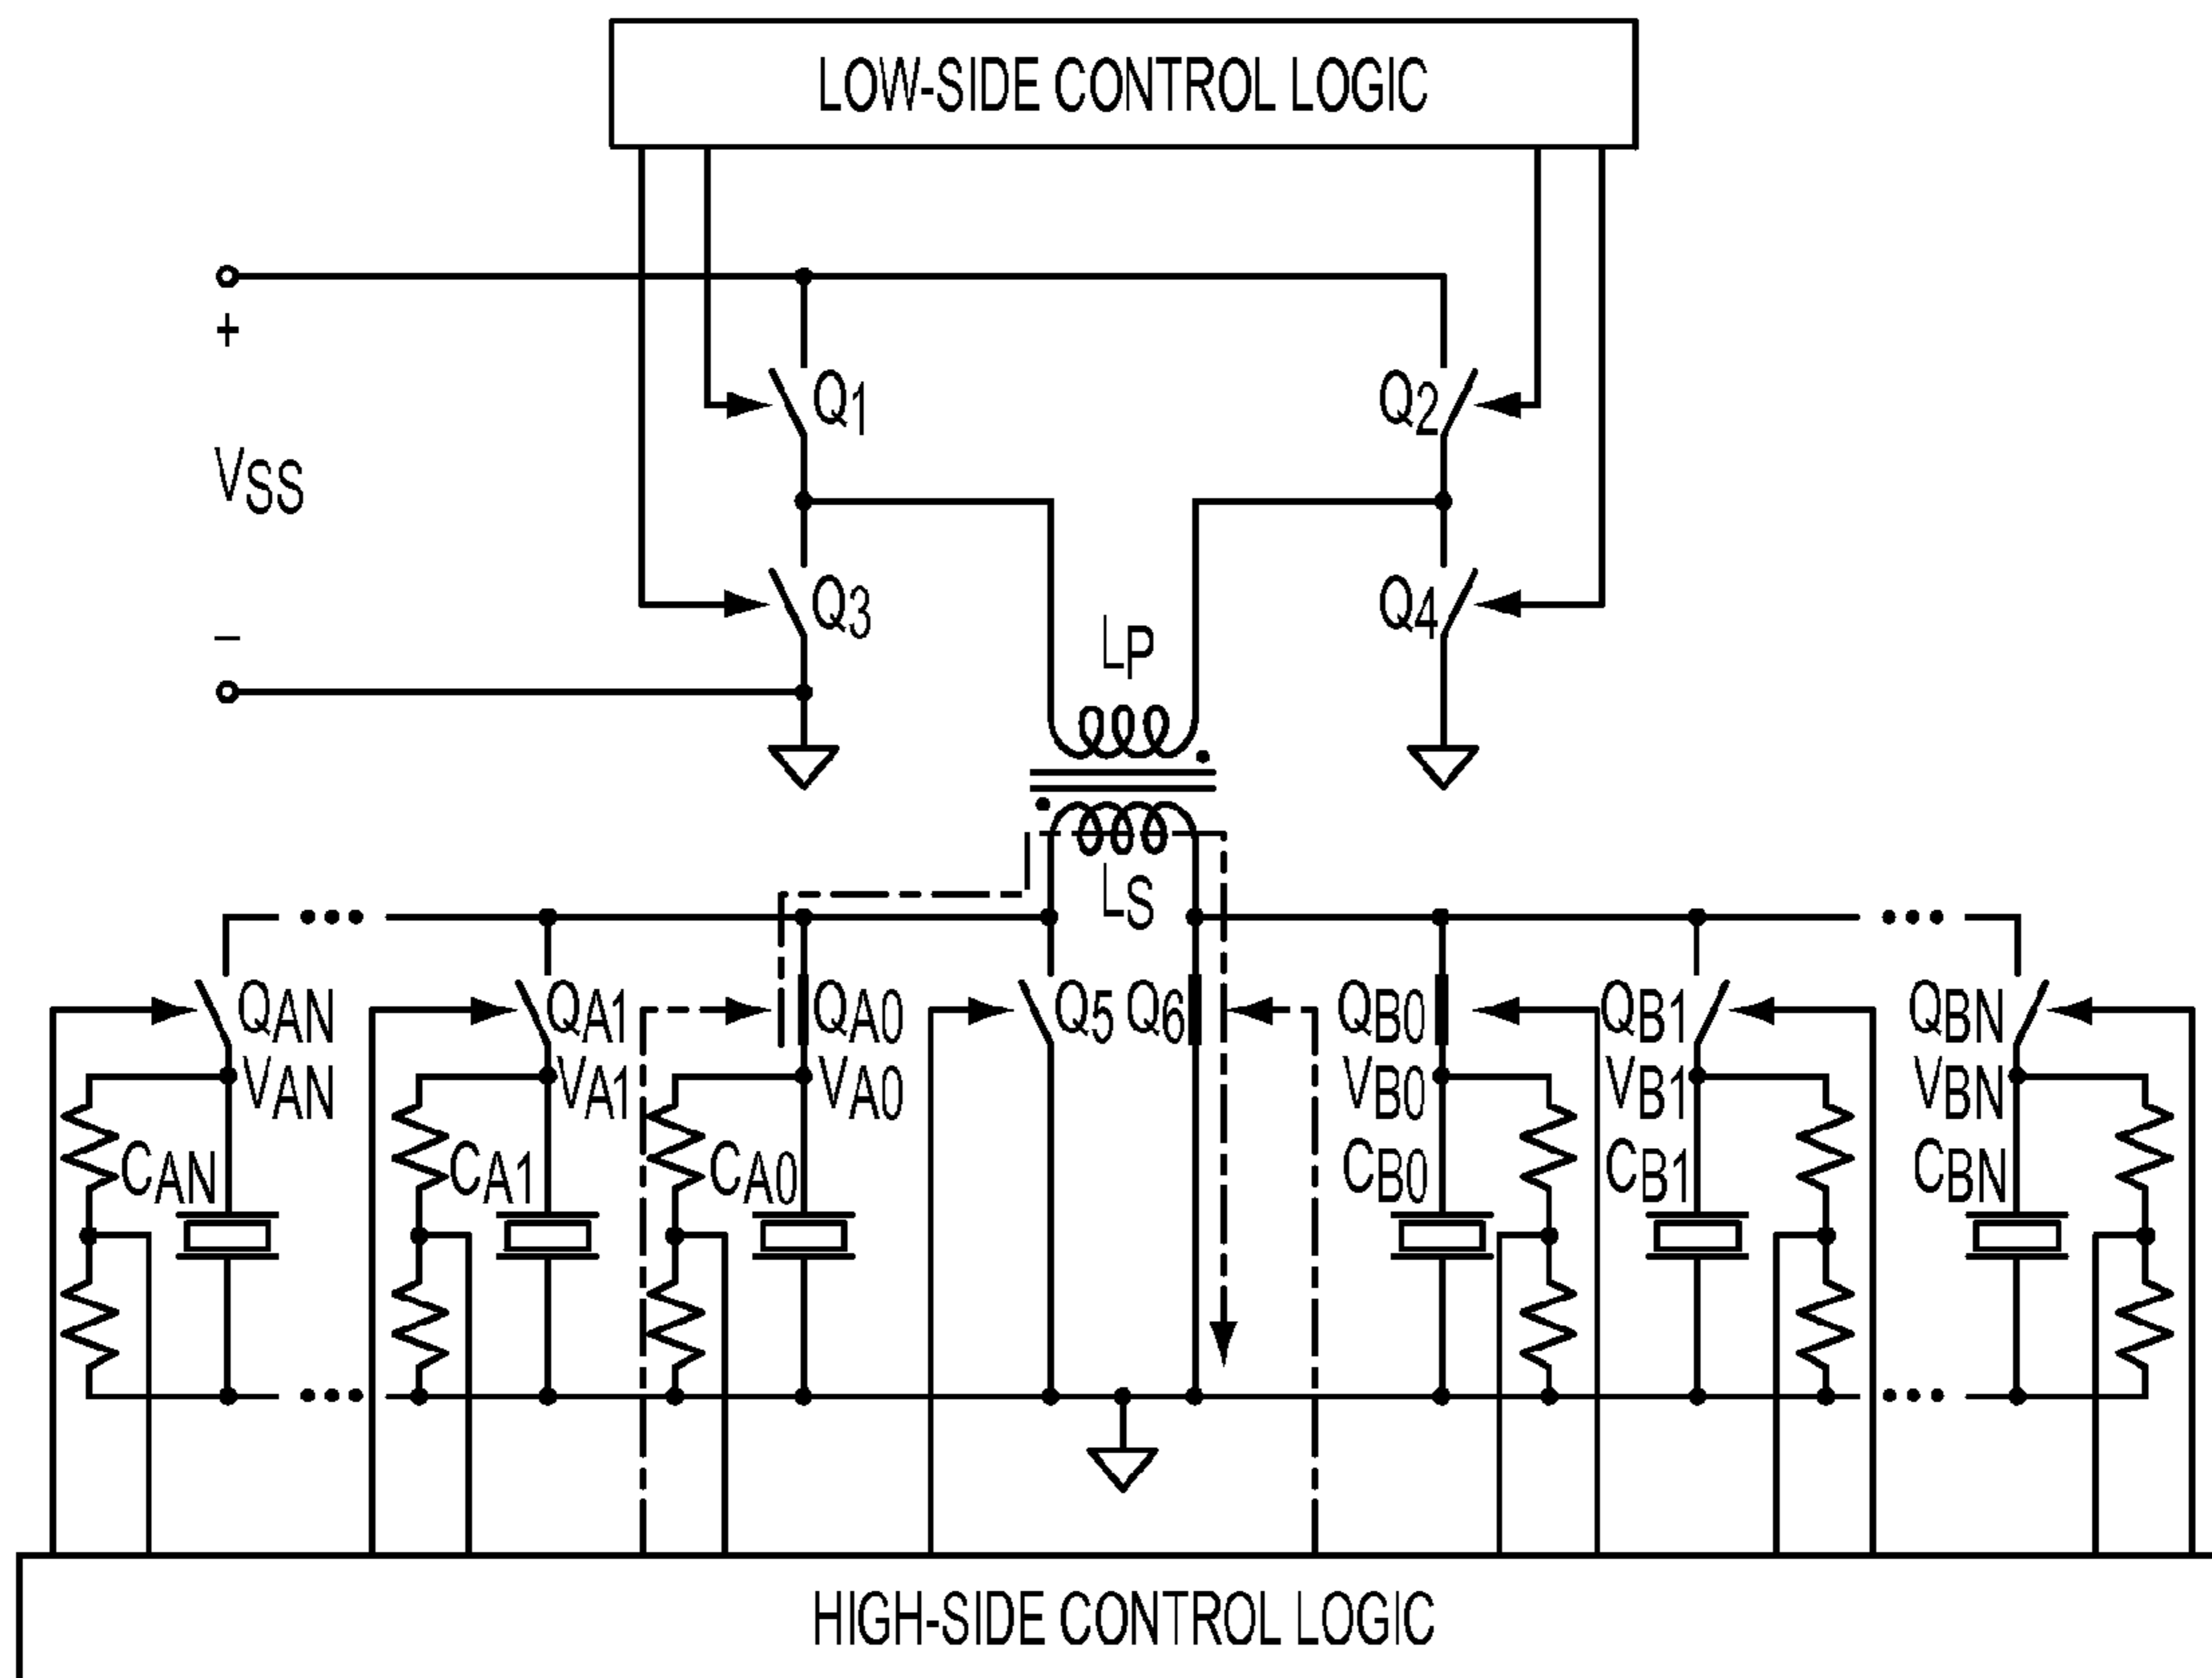 LOW-SIDE CONTROL LOGIC
+
VSS
–
Q1
Q2
Q3
Q4
LP
LS
QAN
QA1
QA0
Q5
Q6
QB0
QB1
QBN
VAN
VA1
VA0
VB0
VB1
VBN
CAN
CA1
CA0
CB0
CB1
CBN
HIGH-SIDE CONTROL LOGIC